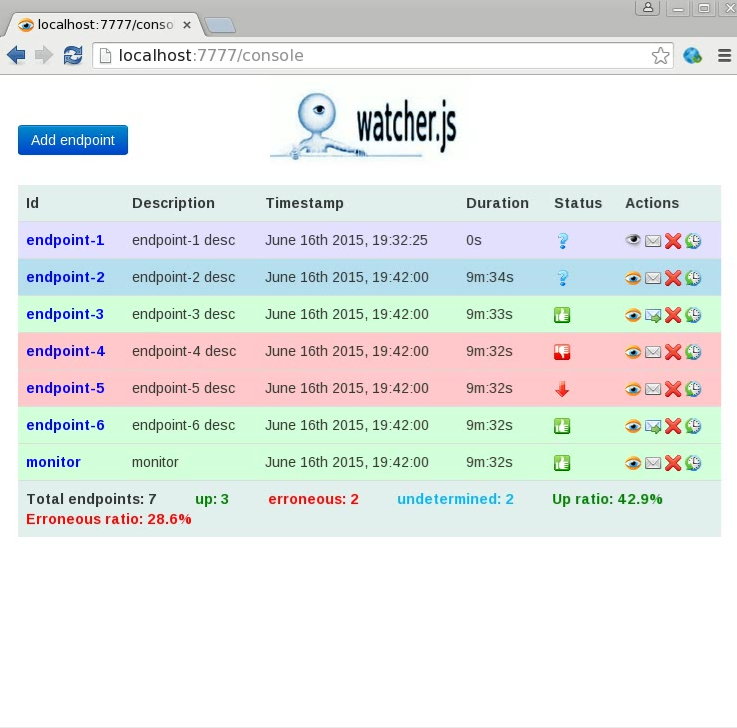 localhost:7777/conso
localhost:7777/console
watcher.js
Add endpoint
Id Description Timestamp Duration Status Actions
endpoint-1 endpoint-1 desc June 16th 2015, 19:32:25 0s
endpoint-2 endpoint-2 desc June 16th 2015, 19:42:00 9m:34s
endpoint-3 endpoint-3 desc June 16th 2015, 19:42:00 9m:33s
endpoint-4 endpoint-4 desc June 16th 2015, 19:42:00 9m:32s
endpoint-5 endpoint-5 desc June 16th 2015, 19:42:00 9m:32s
endpoint-6 endpoint-6 desc June 16th 2015, 19:42:00 9m:32s
monitor monitor June 16th 2015, 19:42:00 9m:32s
Total endpoints: 7 up: 3 erroneous: 2 undetermined: 2 Up ratio: 42.9%
Erroneous ratio: 28.6%